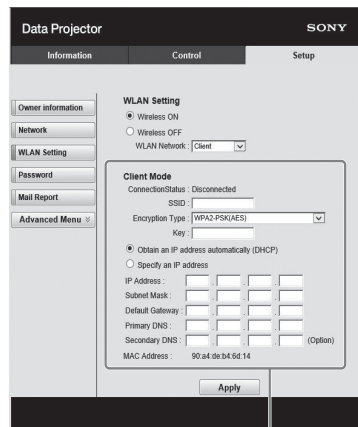 Data Projector
SONY
Information
Control
Setup
Owner information
Network
WLAN Setting
Password
Mail Report
Advanced Menu
WLAN Setting
Wireless ON
Wireless OFF
WLAN Network : Client
Client Mode
ConnectionStatus : Disconnected
SSID :
Encryption Type : WPA2-PSK(AES)
Key :
Obtain an IP address automatically (DHCP)
Specify an IP address
IP Address :
Subnet Mask :
Default Gateway :
Primary DNS :
Secondary DNS : (Option)
MAC Address : 90:a4:de:b4:6d:14
Apply